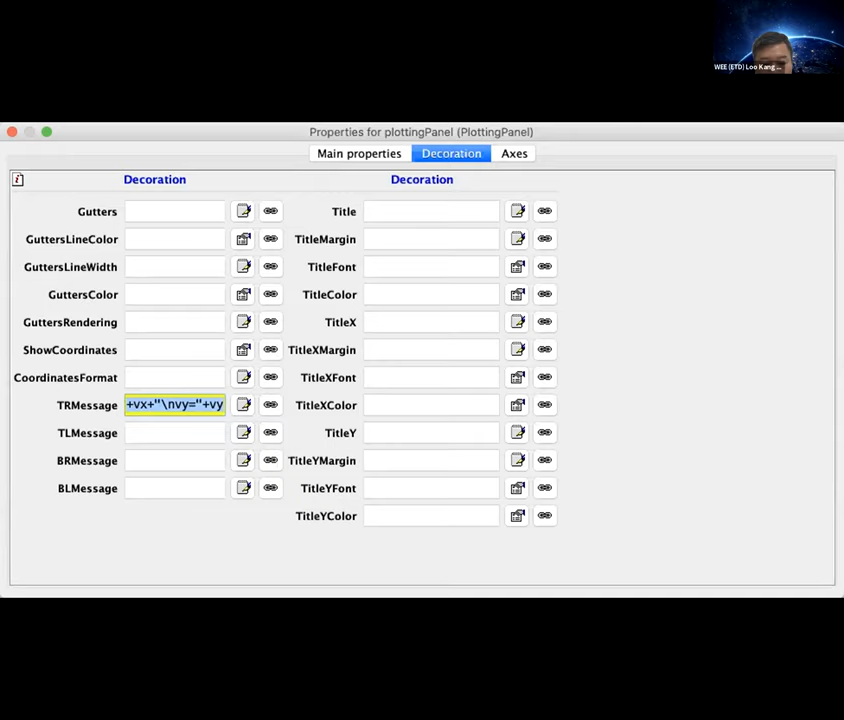 WEE (ETD) Loo Kang ...
Properties for plottingPanel (PlottingPanel)
Main properties Decoration Axes
Decoration Decoration
Gutters Title
GuttersLineColor TitleMargin
GuttersLineWidth TitleFont
GuttersColor TitleColor
GuttersRendering TitleX
ShowCoordinates TitleXMargin
CoordinatesFormat TitleXFont
TRMessage +vx+"\nvy="+vy TitleXColor
TLMessage TitleY
BRMessage TitleYMargin
BLMessage TitleYFont
TitleYColor